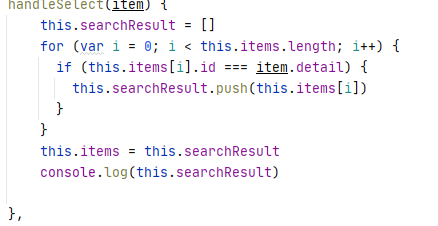 handleSelect(item) {
this.searchResult = []
for (var i = 0; i < this.items.length; i++) {
if (this.items[i].id === item.detail) {
this.searchResult.push(this.items[i])
}
}
this.items = this.searchResult
console.log(this.searchResult)
},